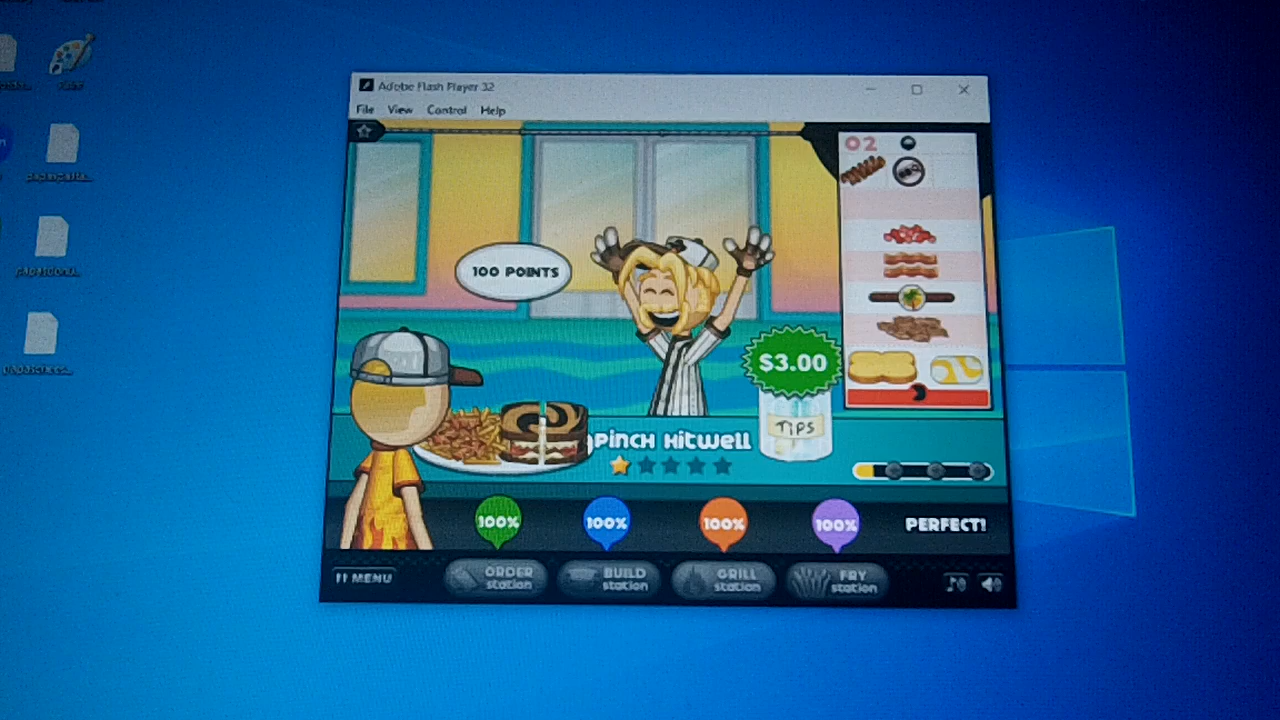 Adobe Flash Player 32
File View Control Help
02
100 POINTS
$3.00
TIPS
PINCH HITWELL
100% 100% 100% 100% PERFECT!
MENU
ORDER
station
BUILD
station
GRILL
station
FRY
station